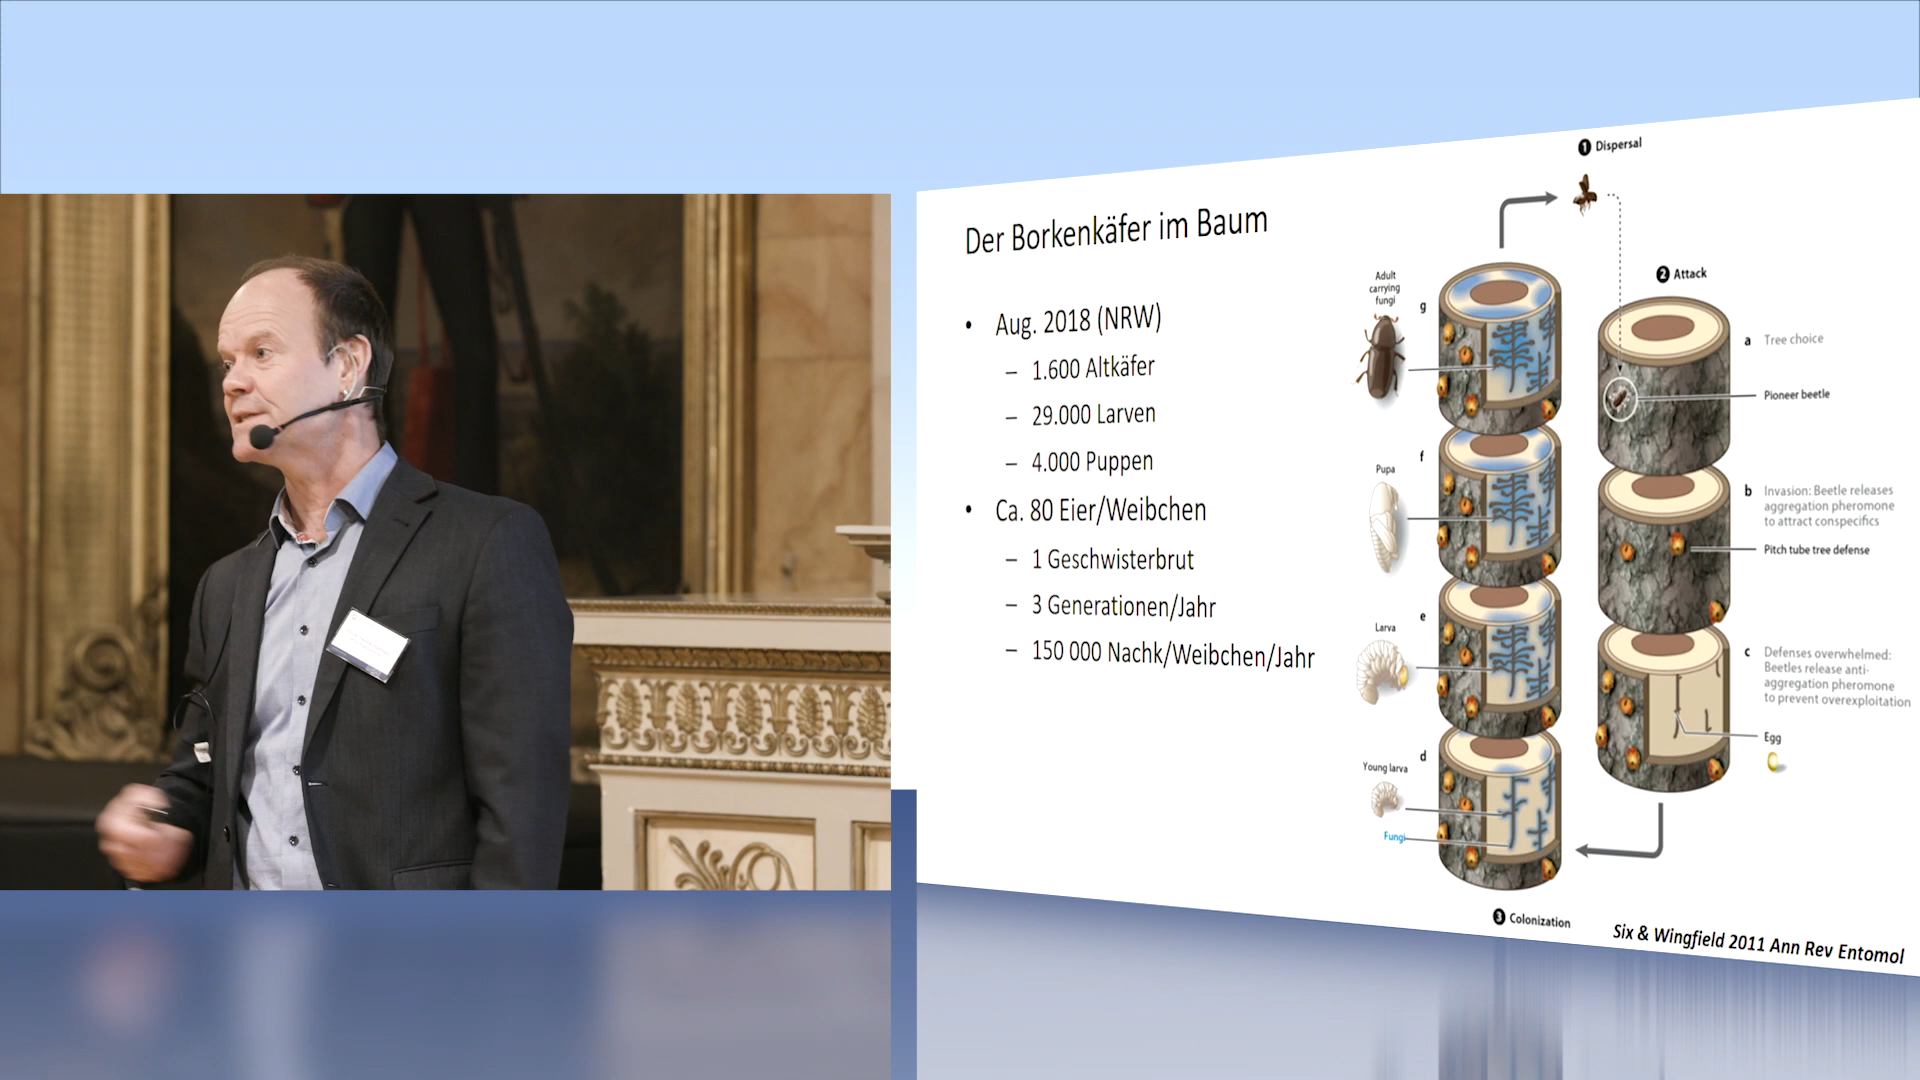 Der Borkenkäfer im Baum
• Aug. 2018 (NRW)
– 1.600 Altkäfer
– 29.000 Larven
– 4.000 Puppen
• Ca. 80 Eier/Weibchen
– 1 Geschwisterbrut
– 3 Generationen/Jahr
– 150 000 Nachk/Weibchen/Jahr
1 Dispersal
2 Attack
a Tree choice
Pioneer beetle
b Invasion: Beetle releases
aggregation pheromone
to attract conspecifics
Pitch tube tree defense
c Defenses overwhelmed:
Beetles release anti-
aggregation pheromone
to prevent overexploitation
Egg
Adult
carrying
fungi
g
f
Pupa
e
Larva
d
Young larva
Fungi
3 Colonization
Six & Wingfield 2011 Ann Rev Entomol